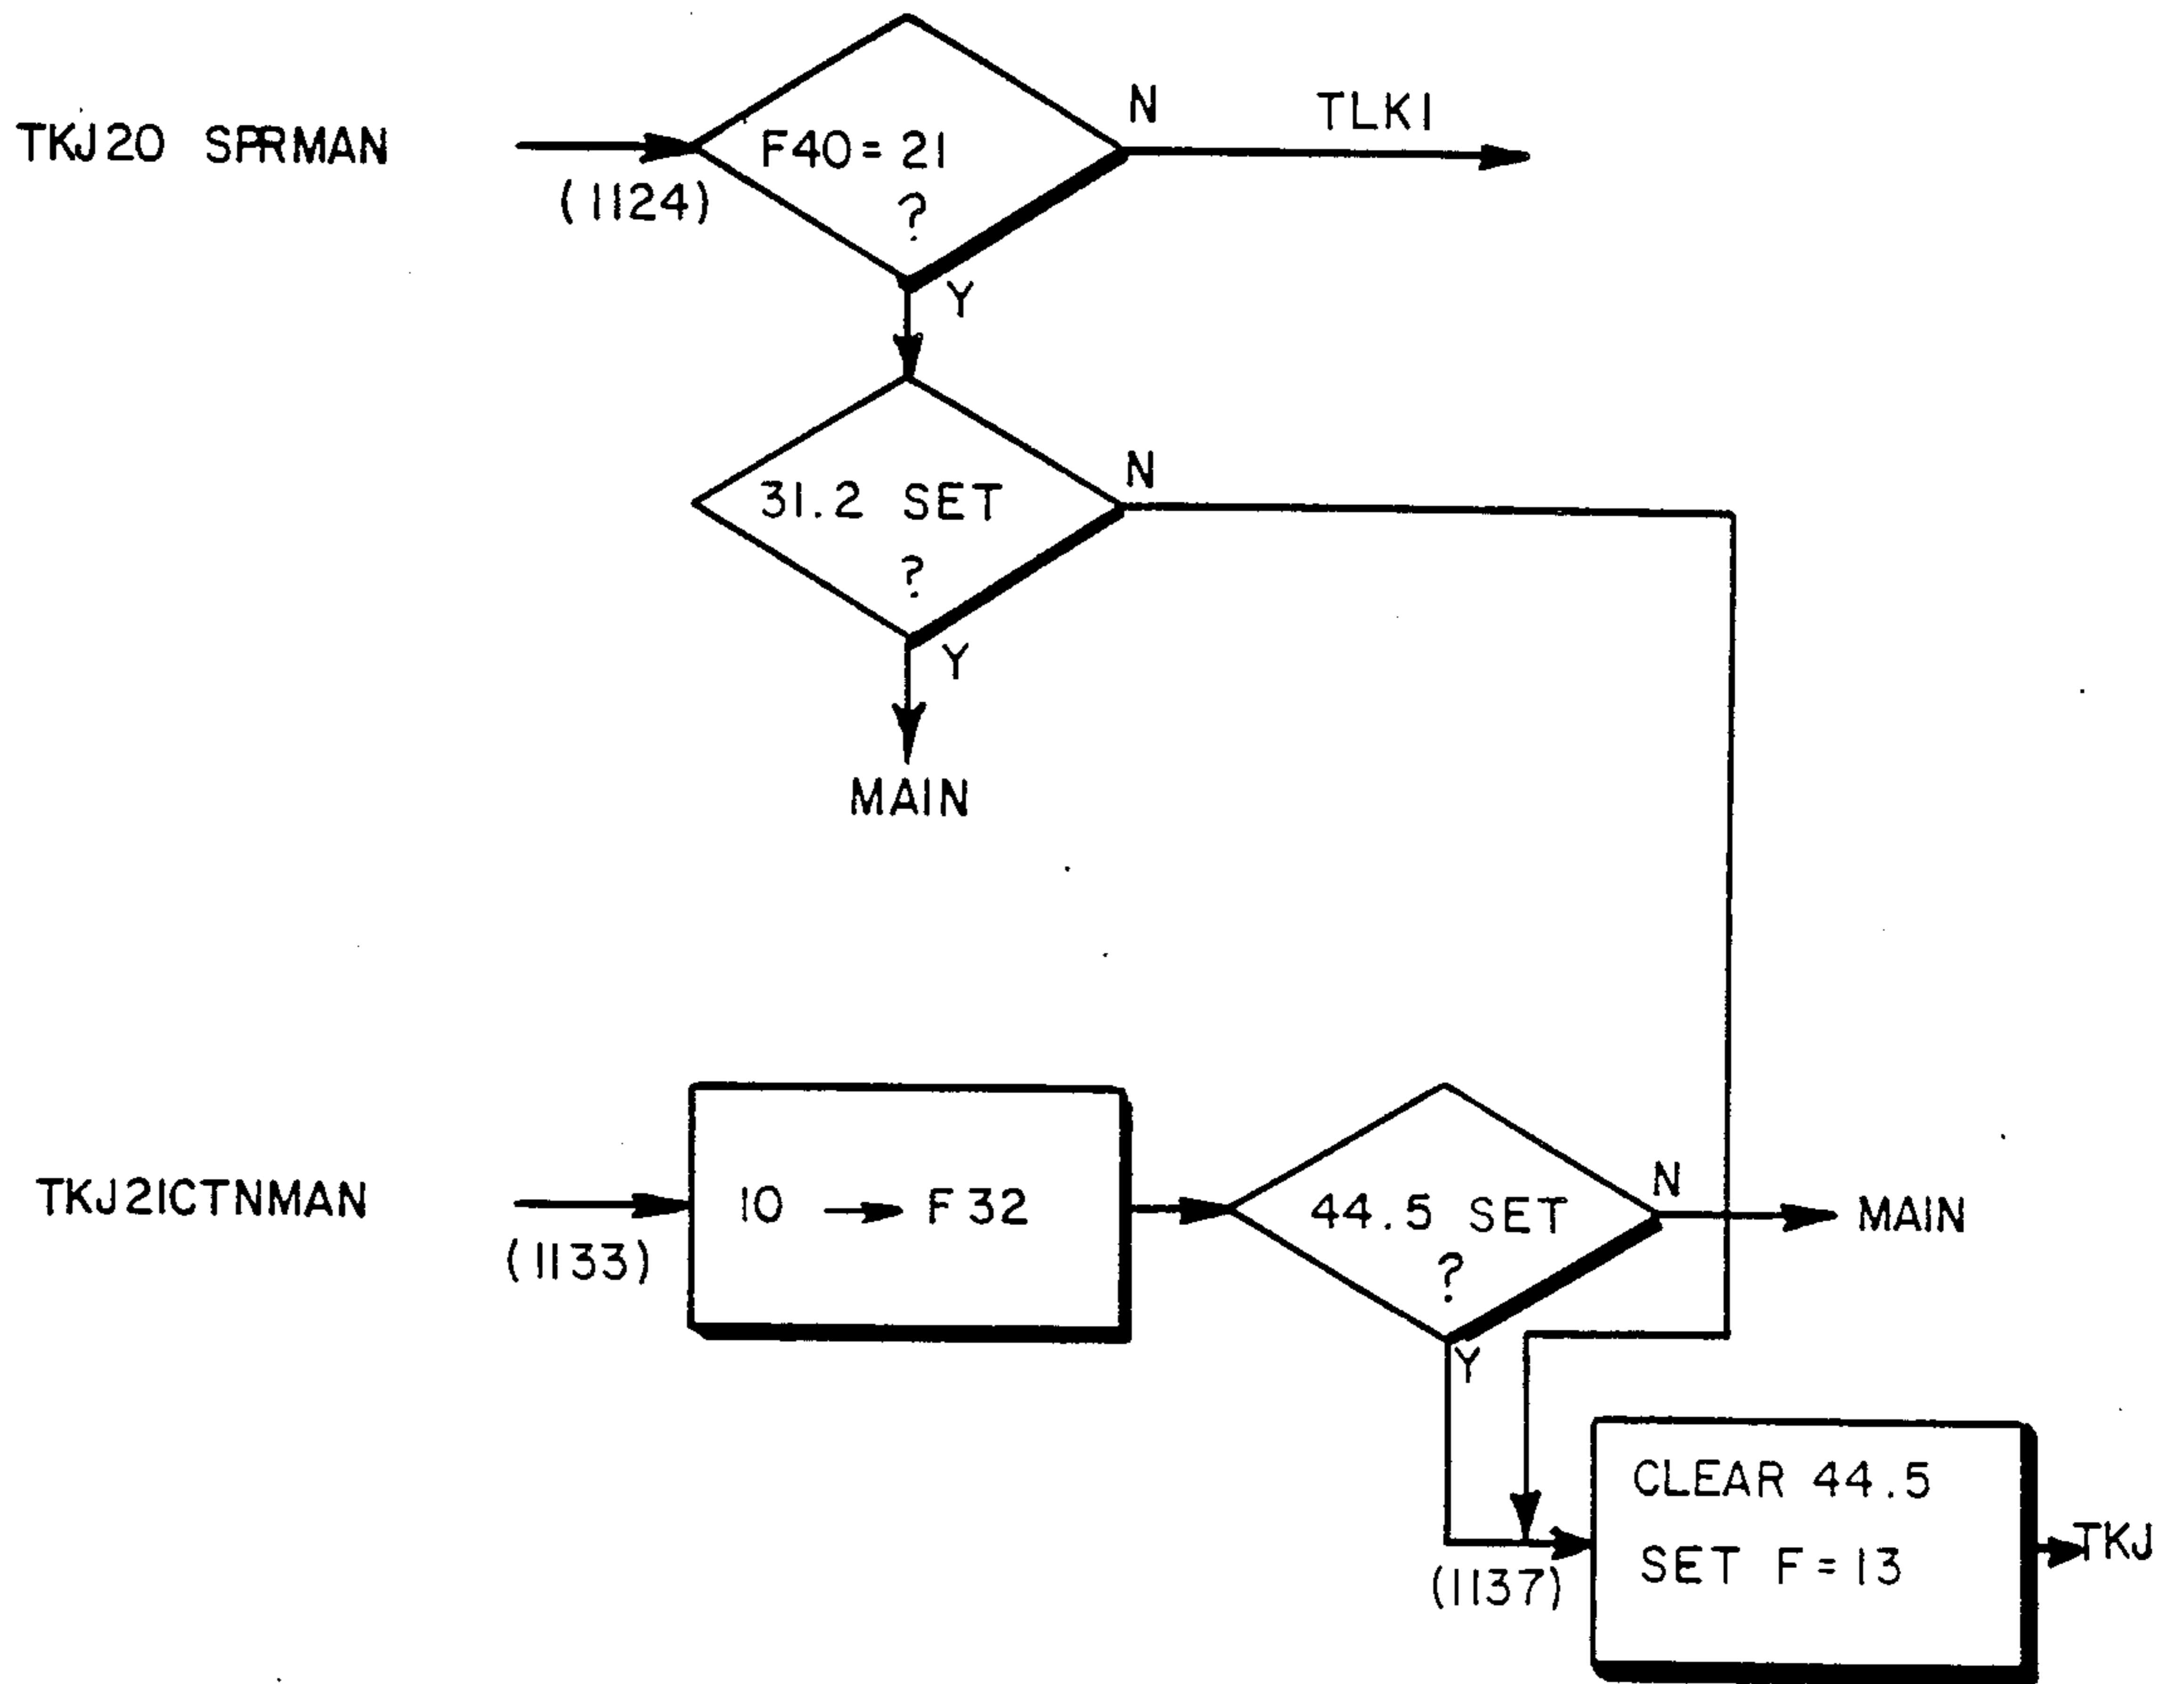 TKJ20 SPRMAN
(1124)
F40=21
?
N
TLK1
Y
31.2 SET
?
N
Y
MAIN
TKJ21CTNMAN
(1133)
10 → F32
44.5 SET
?
N
MAIN
Y
(1137)
CLEAR 44.5
SET F=13
TKJ